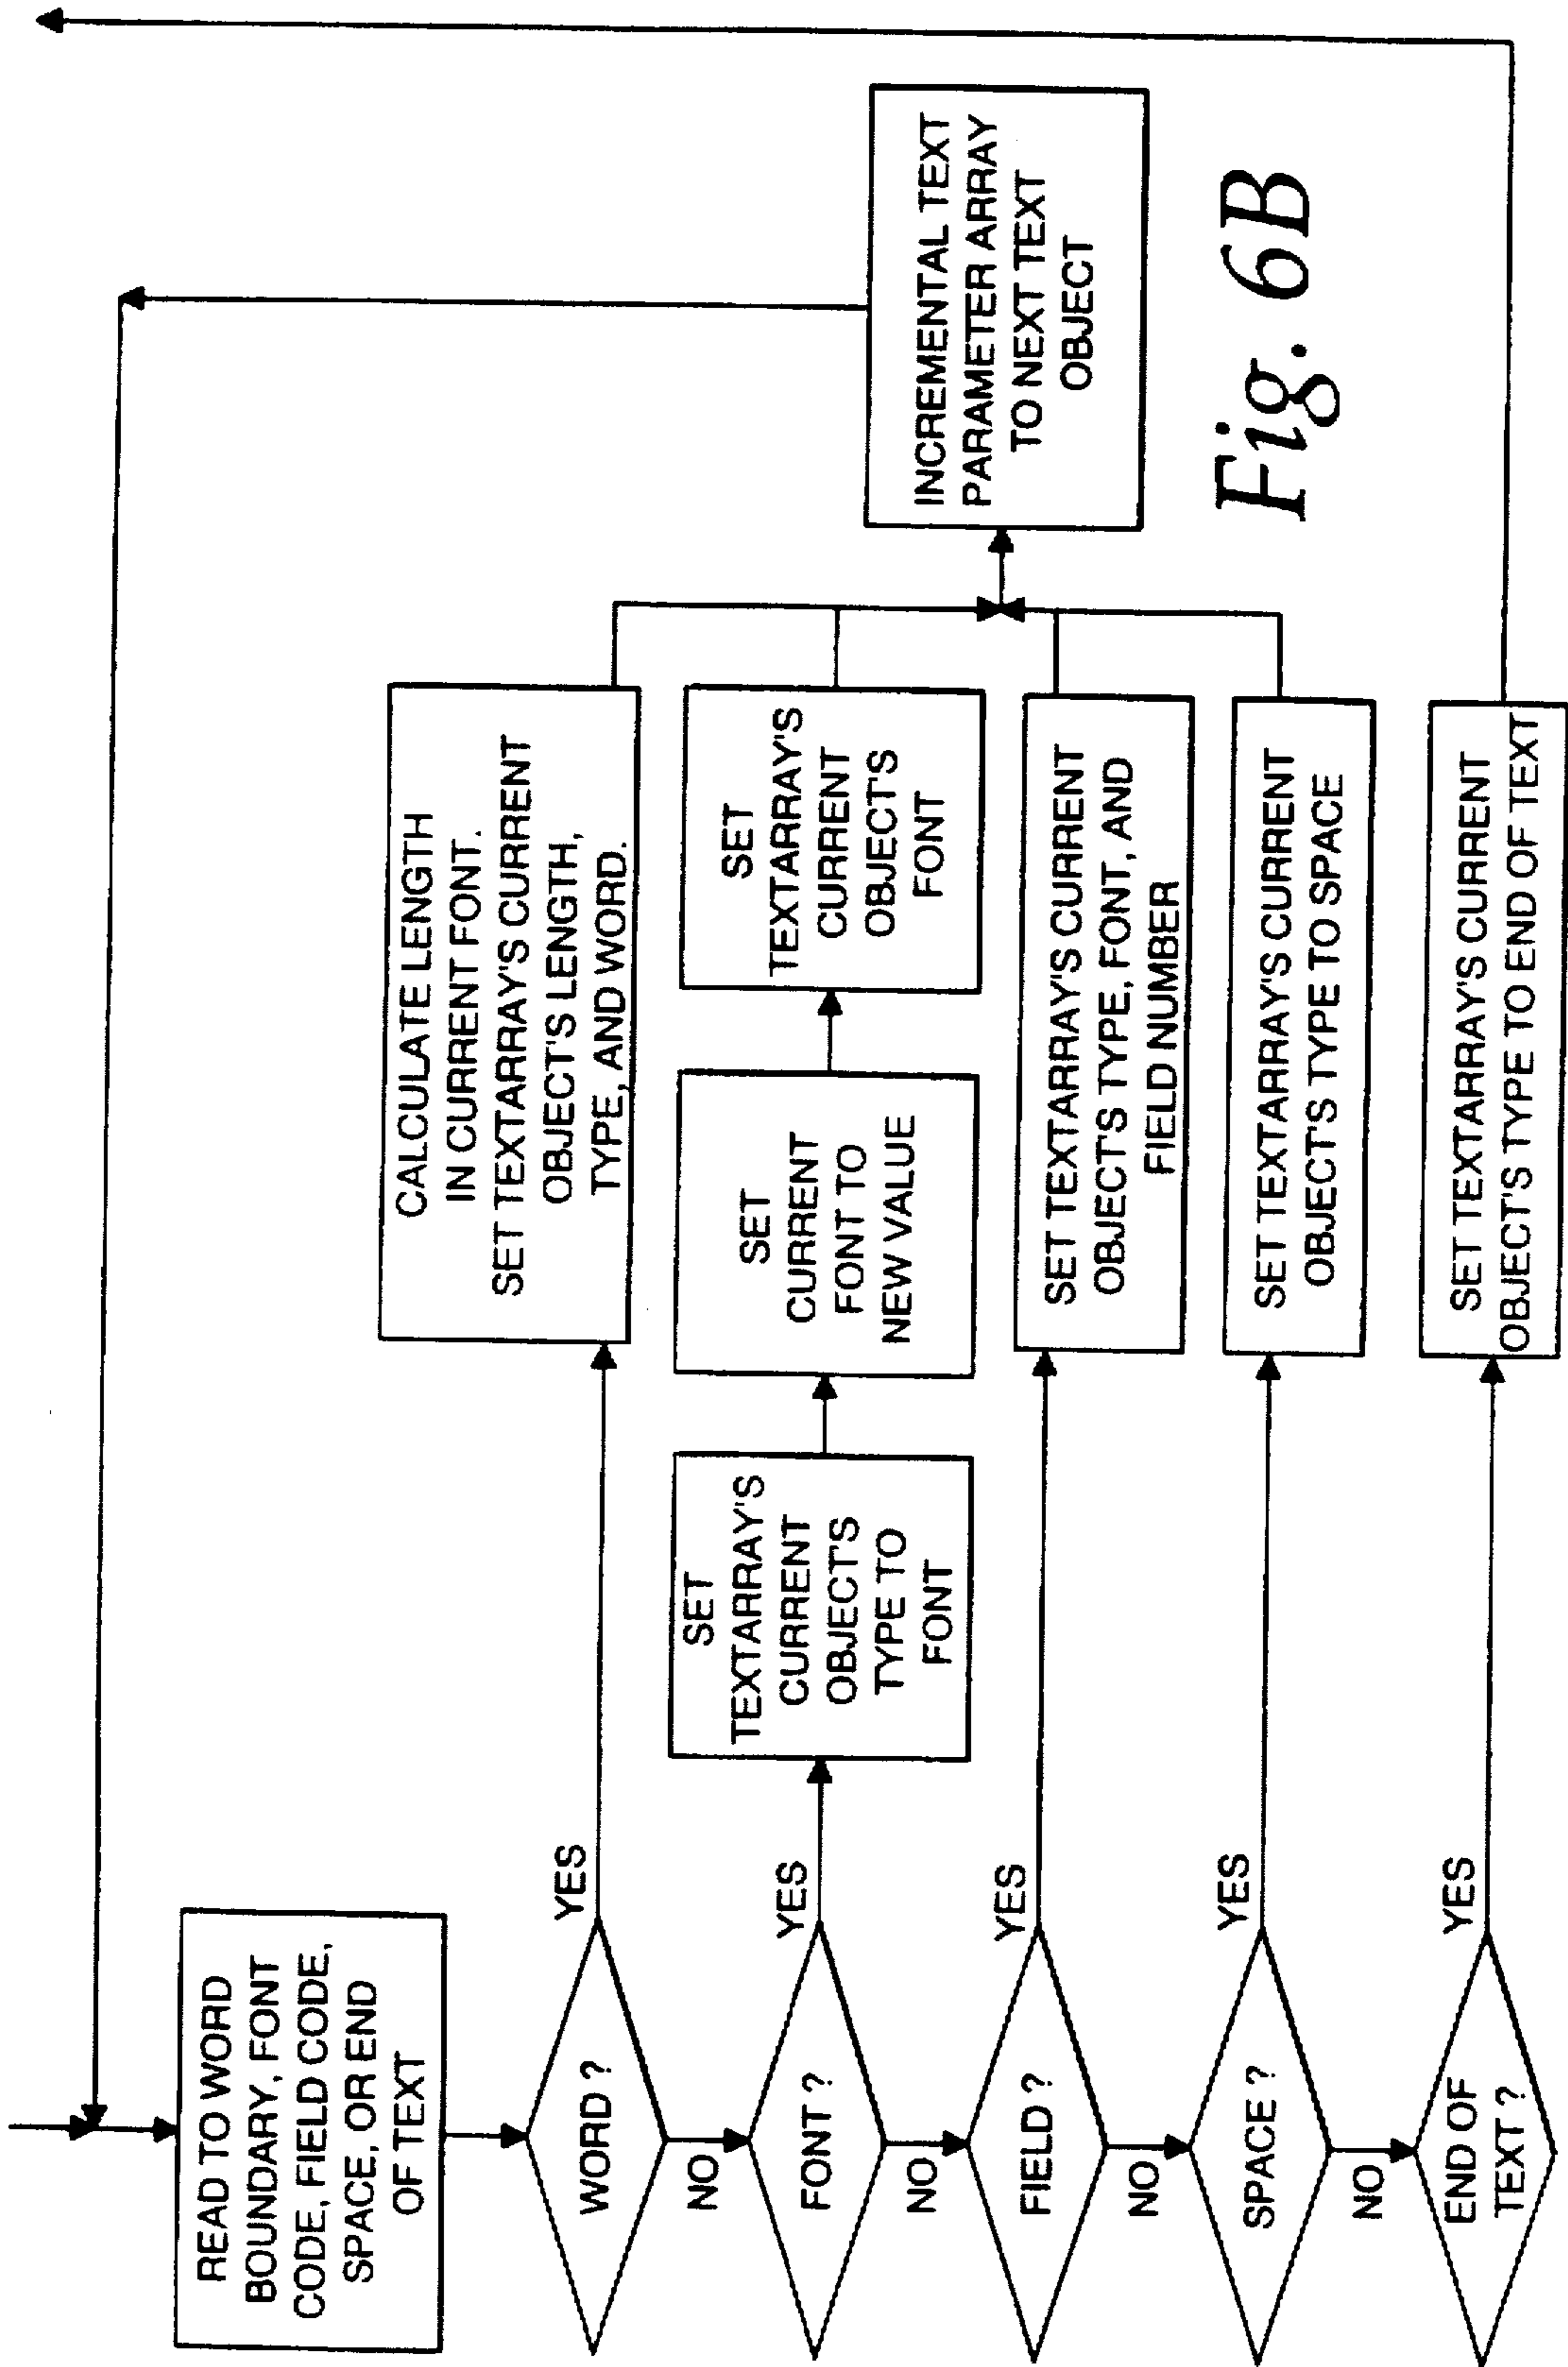 READ TO WORD
BOUNDARY, FONT
CODE, FIELD CODE,
SPACE, OR END
OF TEXT
WORD ?
YES
NO
CALCULATE LENGTH
IN CURRENT FONT.
SET TEXTARRAY'S CURRENT
OBJECT'S LENGTH,
TYPE, AND WORD.
FONT ?
YES
NO
SET
TEXTARRAY'S
CURRENT
OBJECT'S
TYPE TO
FONT
SET
CURRENT
FONT TO
NEW VALUE
SET
TEXTARRAY'S
CURRENT
OBJECT'S
FONT
FIELD ?
YES
NO
SET TEXTARRAY'S CURRENT
OBJECT'S TYPE, FONT, AND
FIELD NUMBER
SPACE ?
YES
NO
SET TEXTARRAY'S CURRENT
OBJECT'S TYPE TO SPACE
END OF
TEXT ?
YES
SET TEXTARRAY'S CURRENT
OBJECT'S TYPE TO END OF TEXT
INCREMENTAL TEXT
PARAMETER ARRAY
TO NEXT TEXT
OBJECT
Fig. 6B